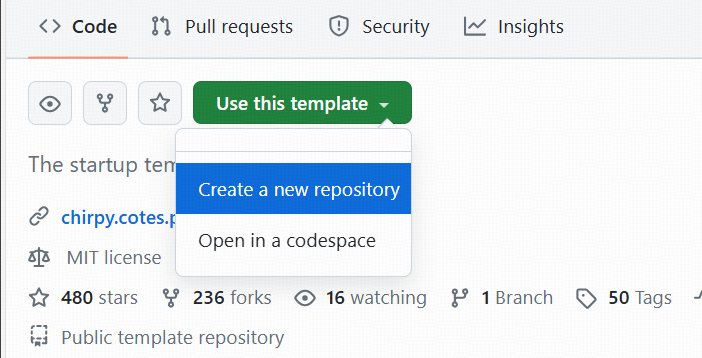 Code Pull requests Security Insights
Use this template
The startup
Create a new repository
chirpy.cotes.
Open in a codespace
MIT license
480 stars 236 forks 16 watching 1 Branch 50 Tags
Public template repository